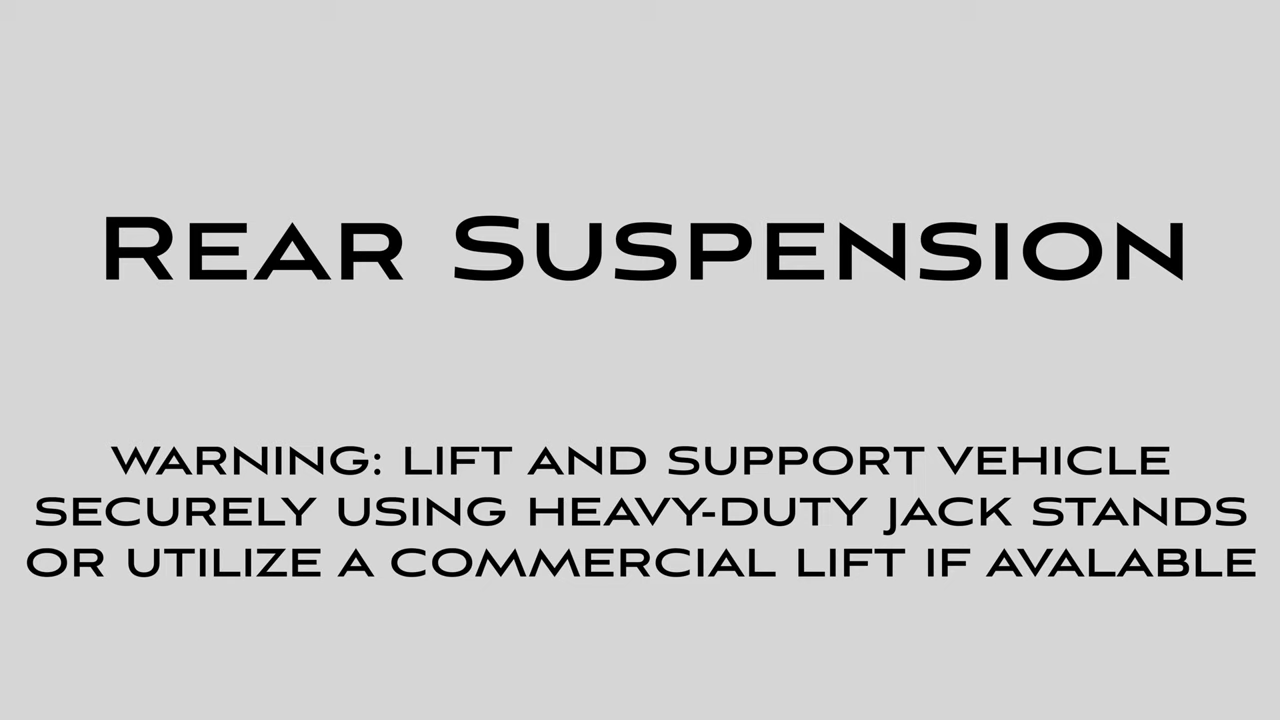 REAR SUSPENSION
WARNING: LIFT AND SUPPORT VEHICLE
SECURELY USING HEAVY-DUTY JACK STANDS
OR UTILIZE A COMMERCIAL LIFT IF AVALABLE